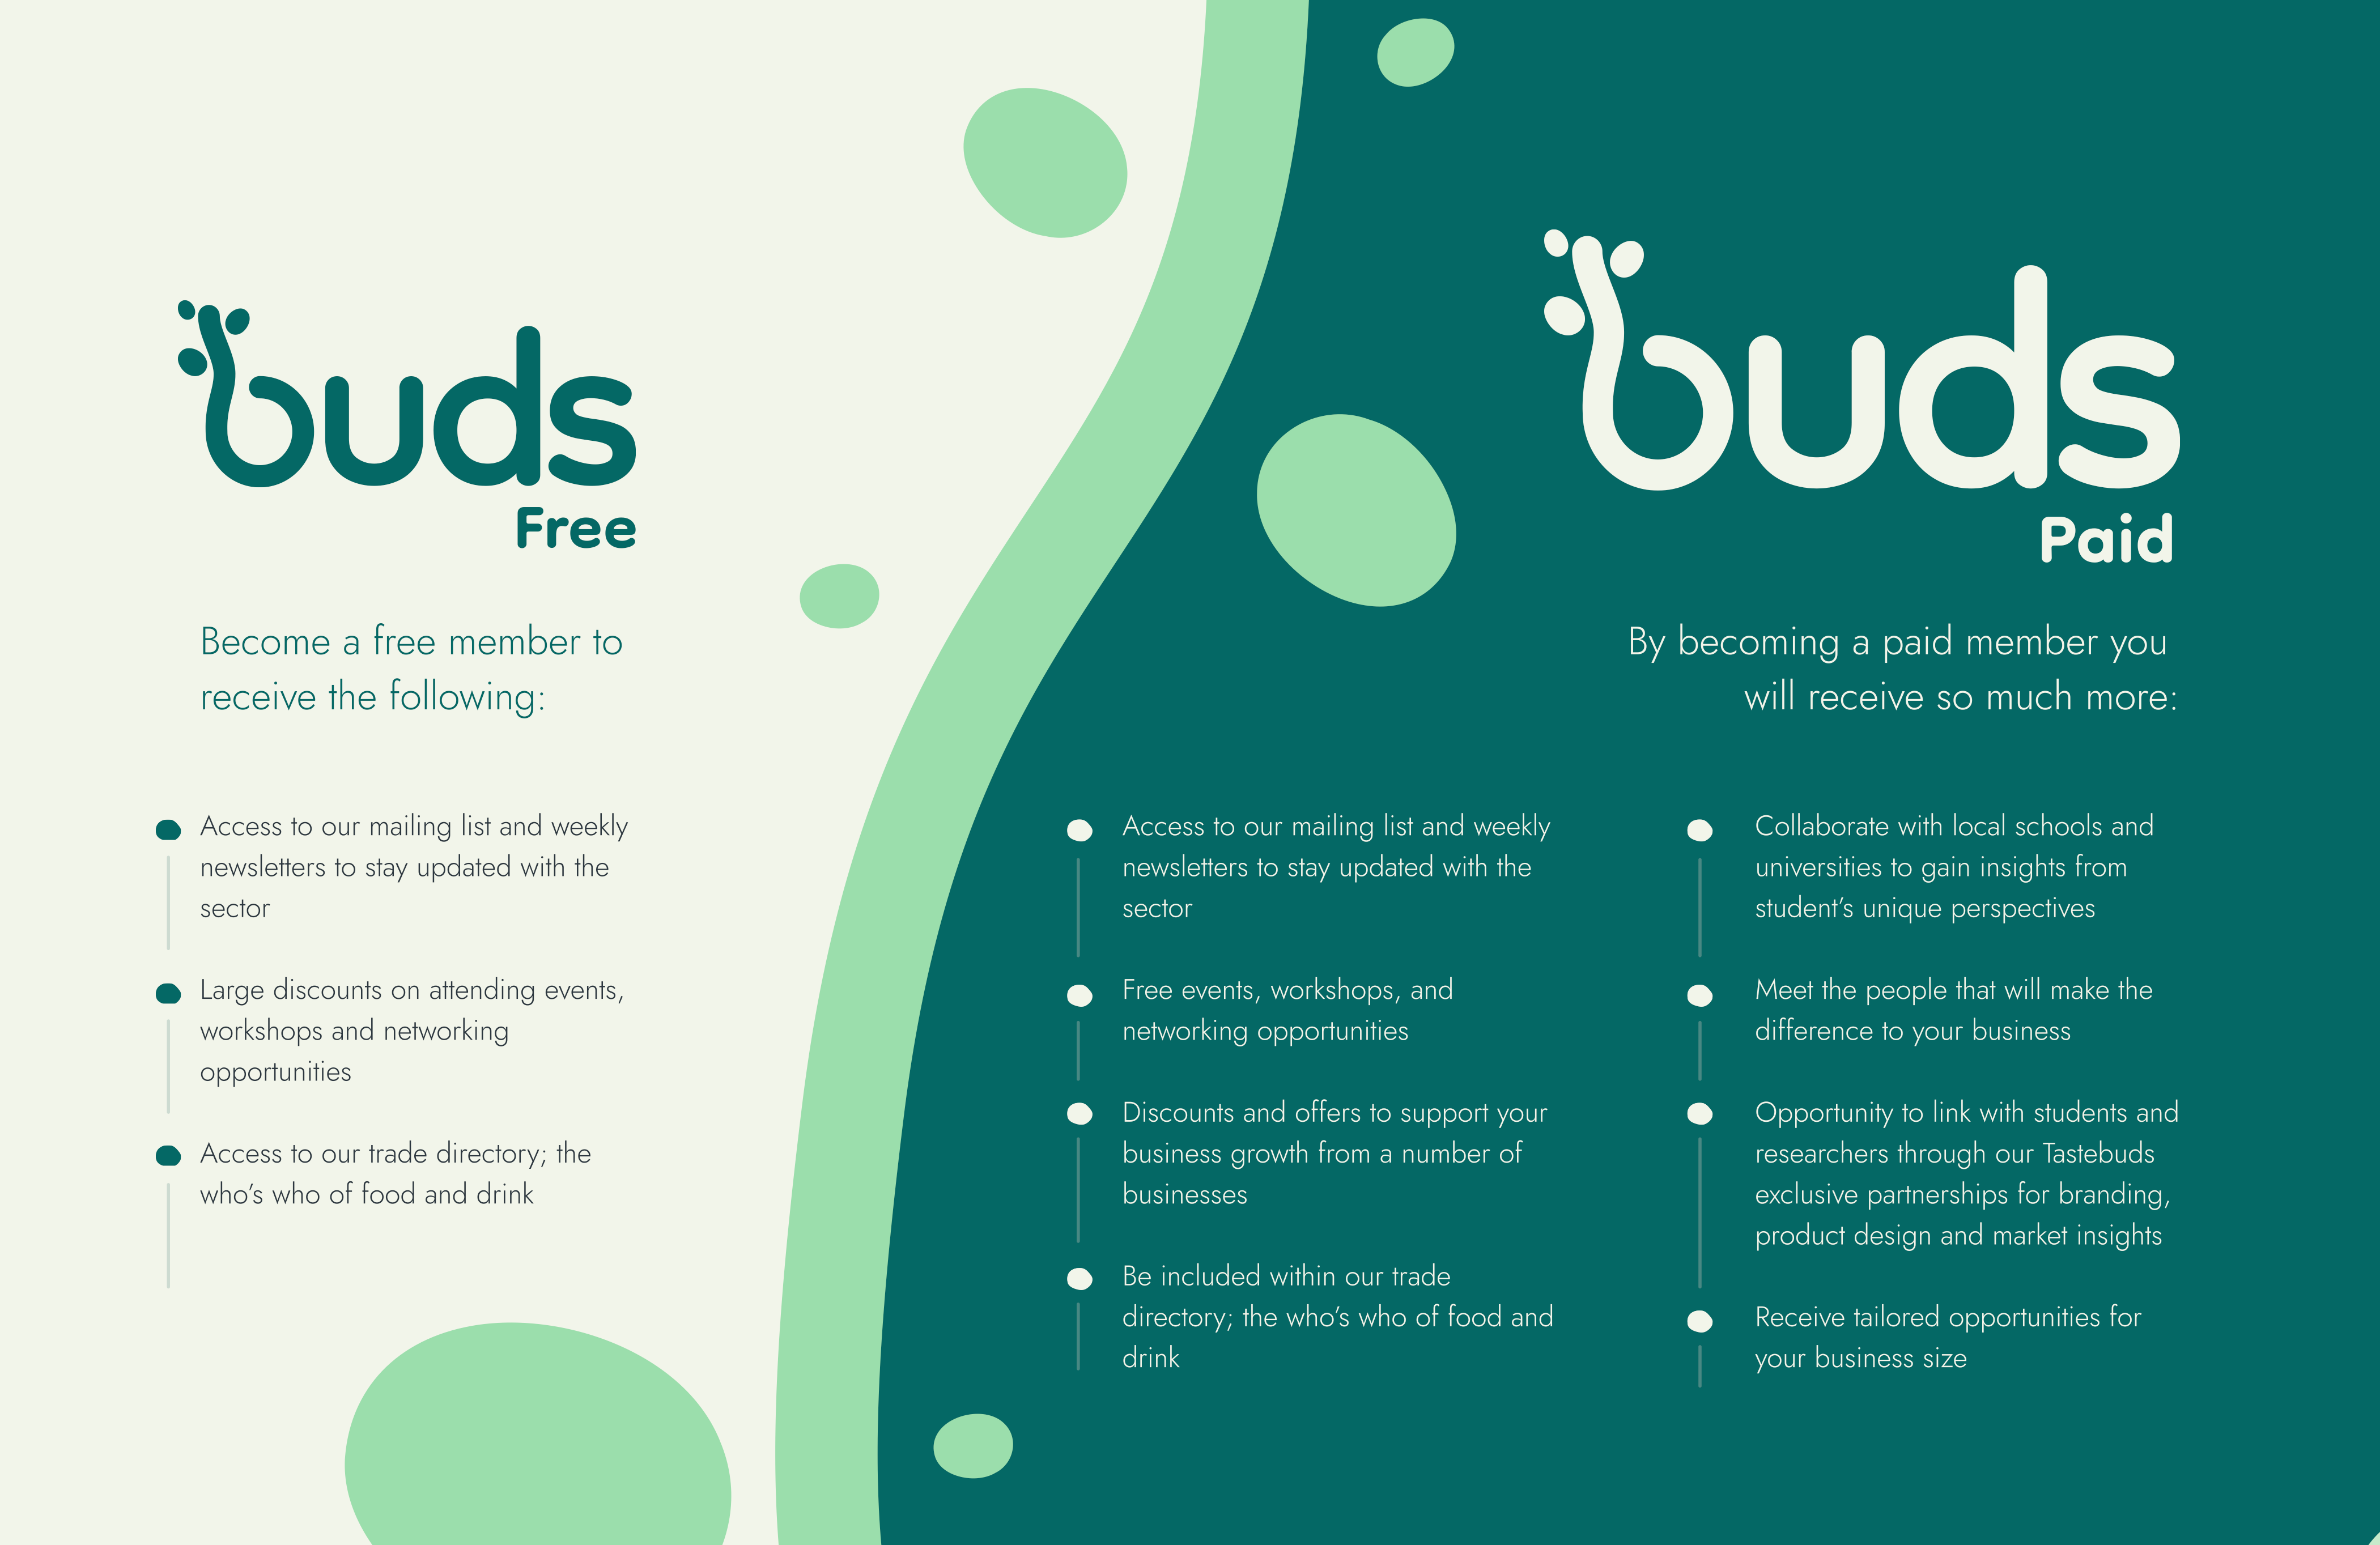 buds
Free
Become a free member to
receive the following:
Access to our mailing list and weekly
newsletters to stay updated with the
sector
Large discounts on attending events,
workshops and networking
opportunities
Access to our trade directory; the
who’s who of food and drink
buds
Paid
By becoming a paid member you
will receive so much more:
Access to our mailing list and weekly
newsletters to stay updated with the
sector
Free events, workshops, and
networking opportunities
Discounts and offers to support your
business growth from a number of
businesses
Be included within our trade
directory; the who’s who of food and
drink
Collaborate with local schools and
universities to gain insights from
student’s unique perspectives
Meet the people that will make the
difference to your business
Opportunity to link with students and
researchers through our Tastebuds
exclusive partnerships for branding,
product design and market insights
Receive tailored opportunities for
your business size